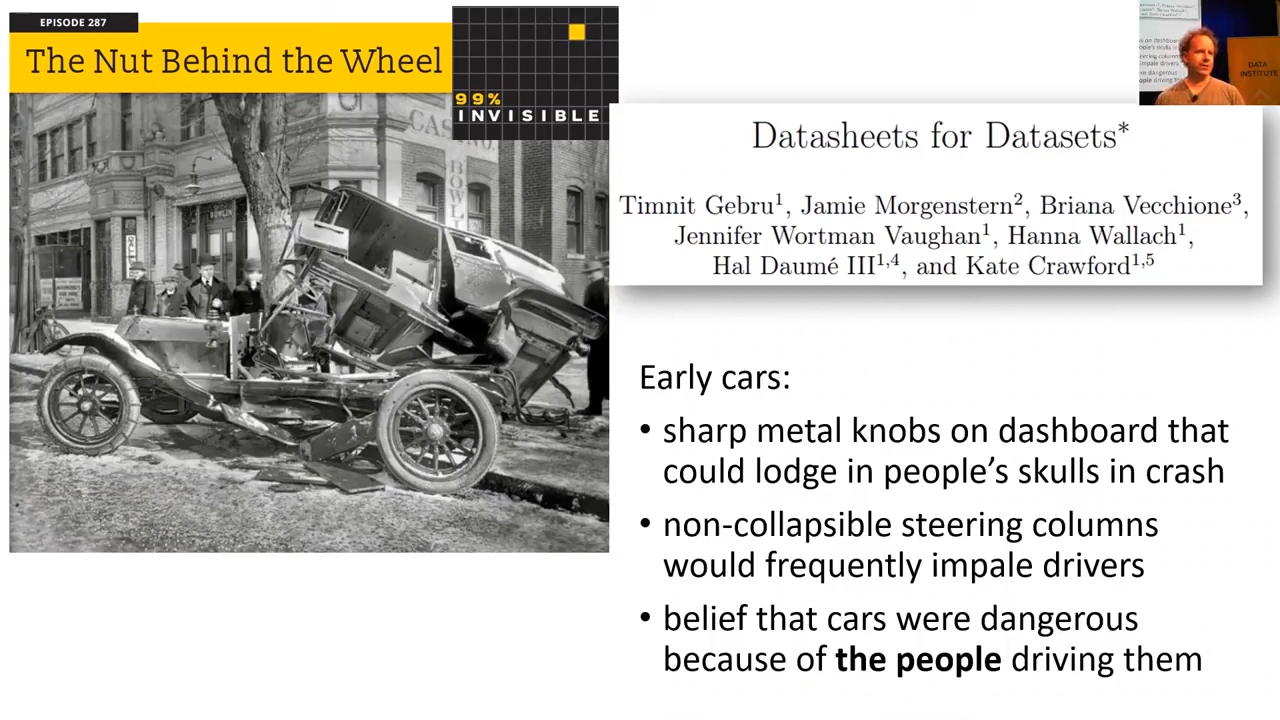 EPISODE 287
The Nut Behind the Wheel
99%
INVISIBLE
DATA
INSTITUTE
Datasheets for Datasets*
Timnit Gebru¹, Jamie Morgenstern², Briana Vecchione³,
Jennifer Wortman Vaughan¹, Hanna Wallach¹,
Hal Daumé III¹,⁴, and Kate Crawford¹,⁵
Early cars:
• sharp metal knobs on dashboard that
could lodge in people’s skulls in crash
• non-collapsible steering columns
would frequently impale drivers
• belief that cars were dangerous
because of the people driving them